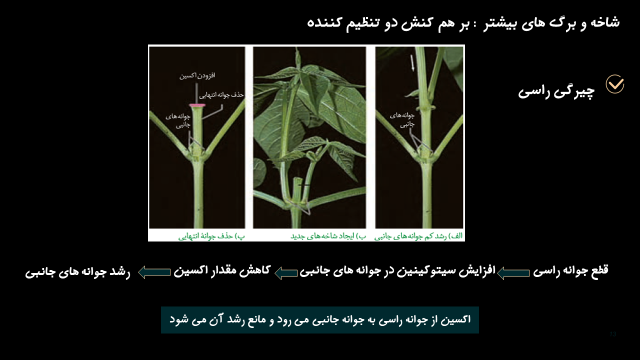 شاخه و برگ های بیشتر : بر هم کنش دو تنظیم کننده
چیرگی راسی
افزودن اکسین
حذف جوانه انتهایی
جوانه‌های جانبی
جوانه‌های جانبی
الف) رشد کم جوانه‌های جانبی
ب) ایجاد شاخه‌های جدید
پ) حذف جوانهٔ انتهایی
قطع جوانه راسی
افزایش سیتوکینین در جوانه های جانبی
کاهش مقدار اکسین
رشد جوانه های جانبی
اکسین از جوانه راسی به جوانه جانبی می رود و مانع رشد آن می شود